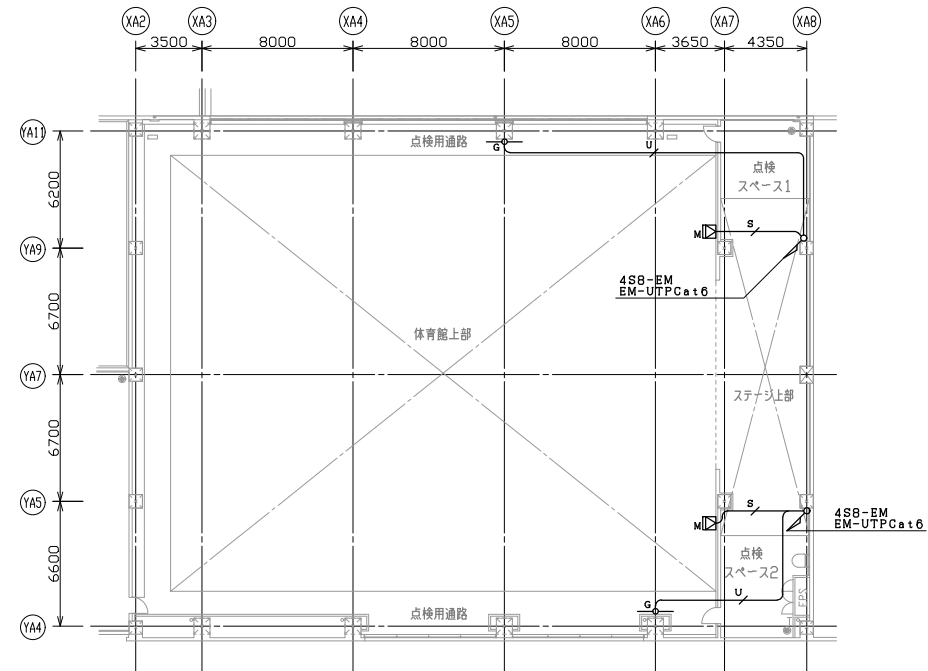 XA2 XA3 XA4 XA5 XA6 XA7 XA8
3500 8000 8000 8000 3650 4350
YA11
点検用通路
G
U
点検
スペース1
6200
S
M
YA9
4S8-EM
EM-UTPCat6
6700
体育館上部
YA7
ステージ上部
6700
YA5
S
4S8-EM
EM-UTPCat6
M
6600
点検
スペース2
U
EPS
G
点検用通路
YA4